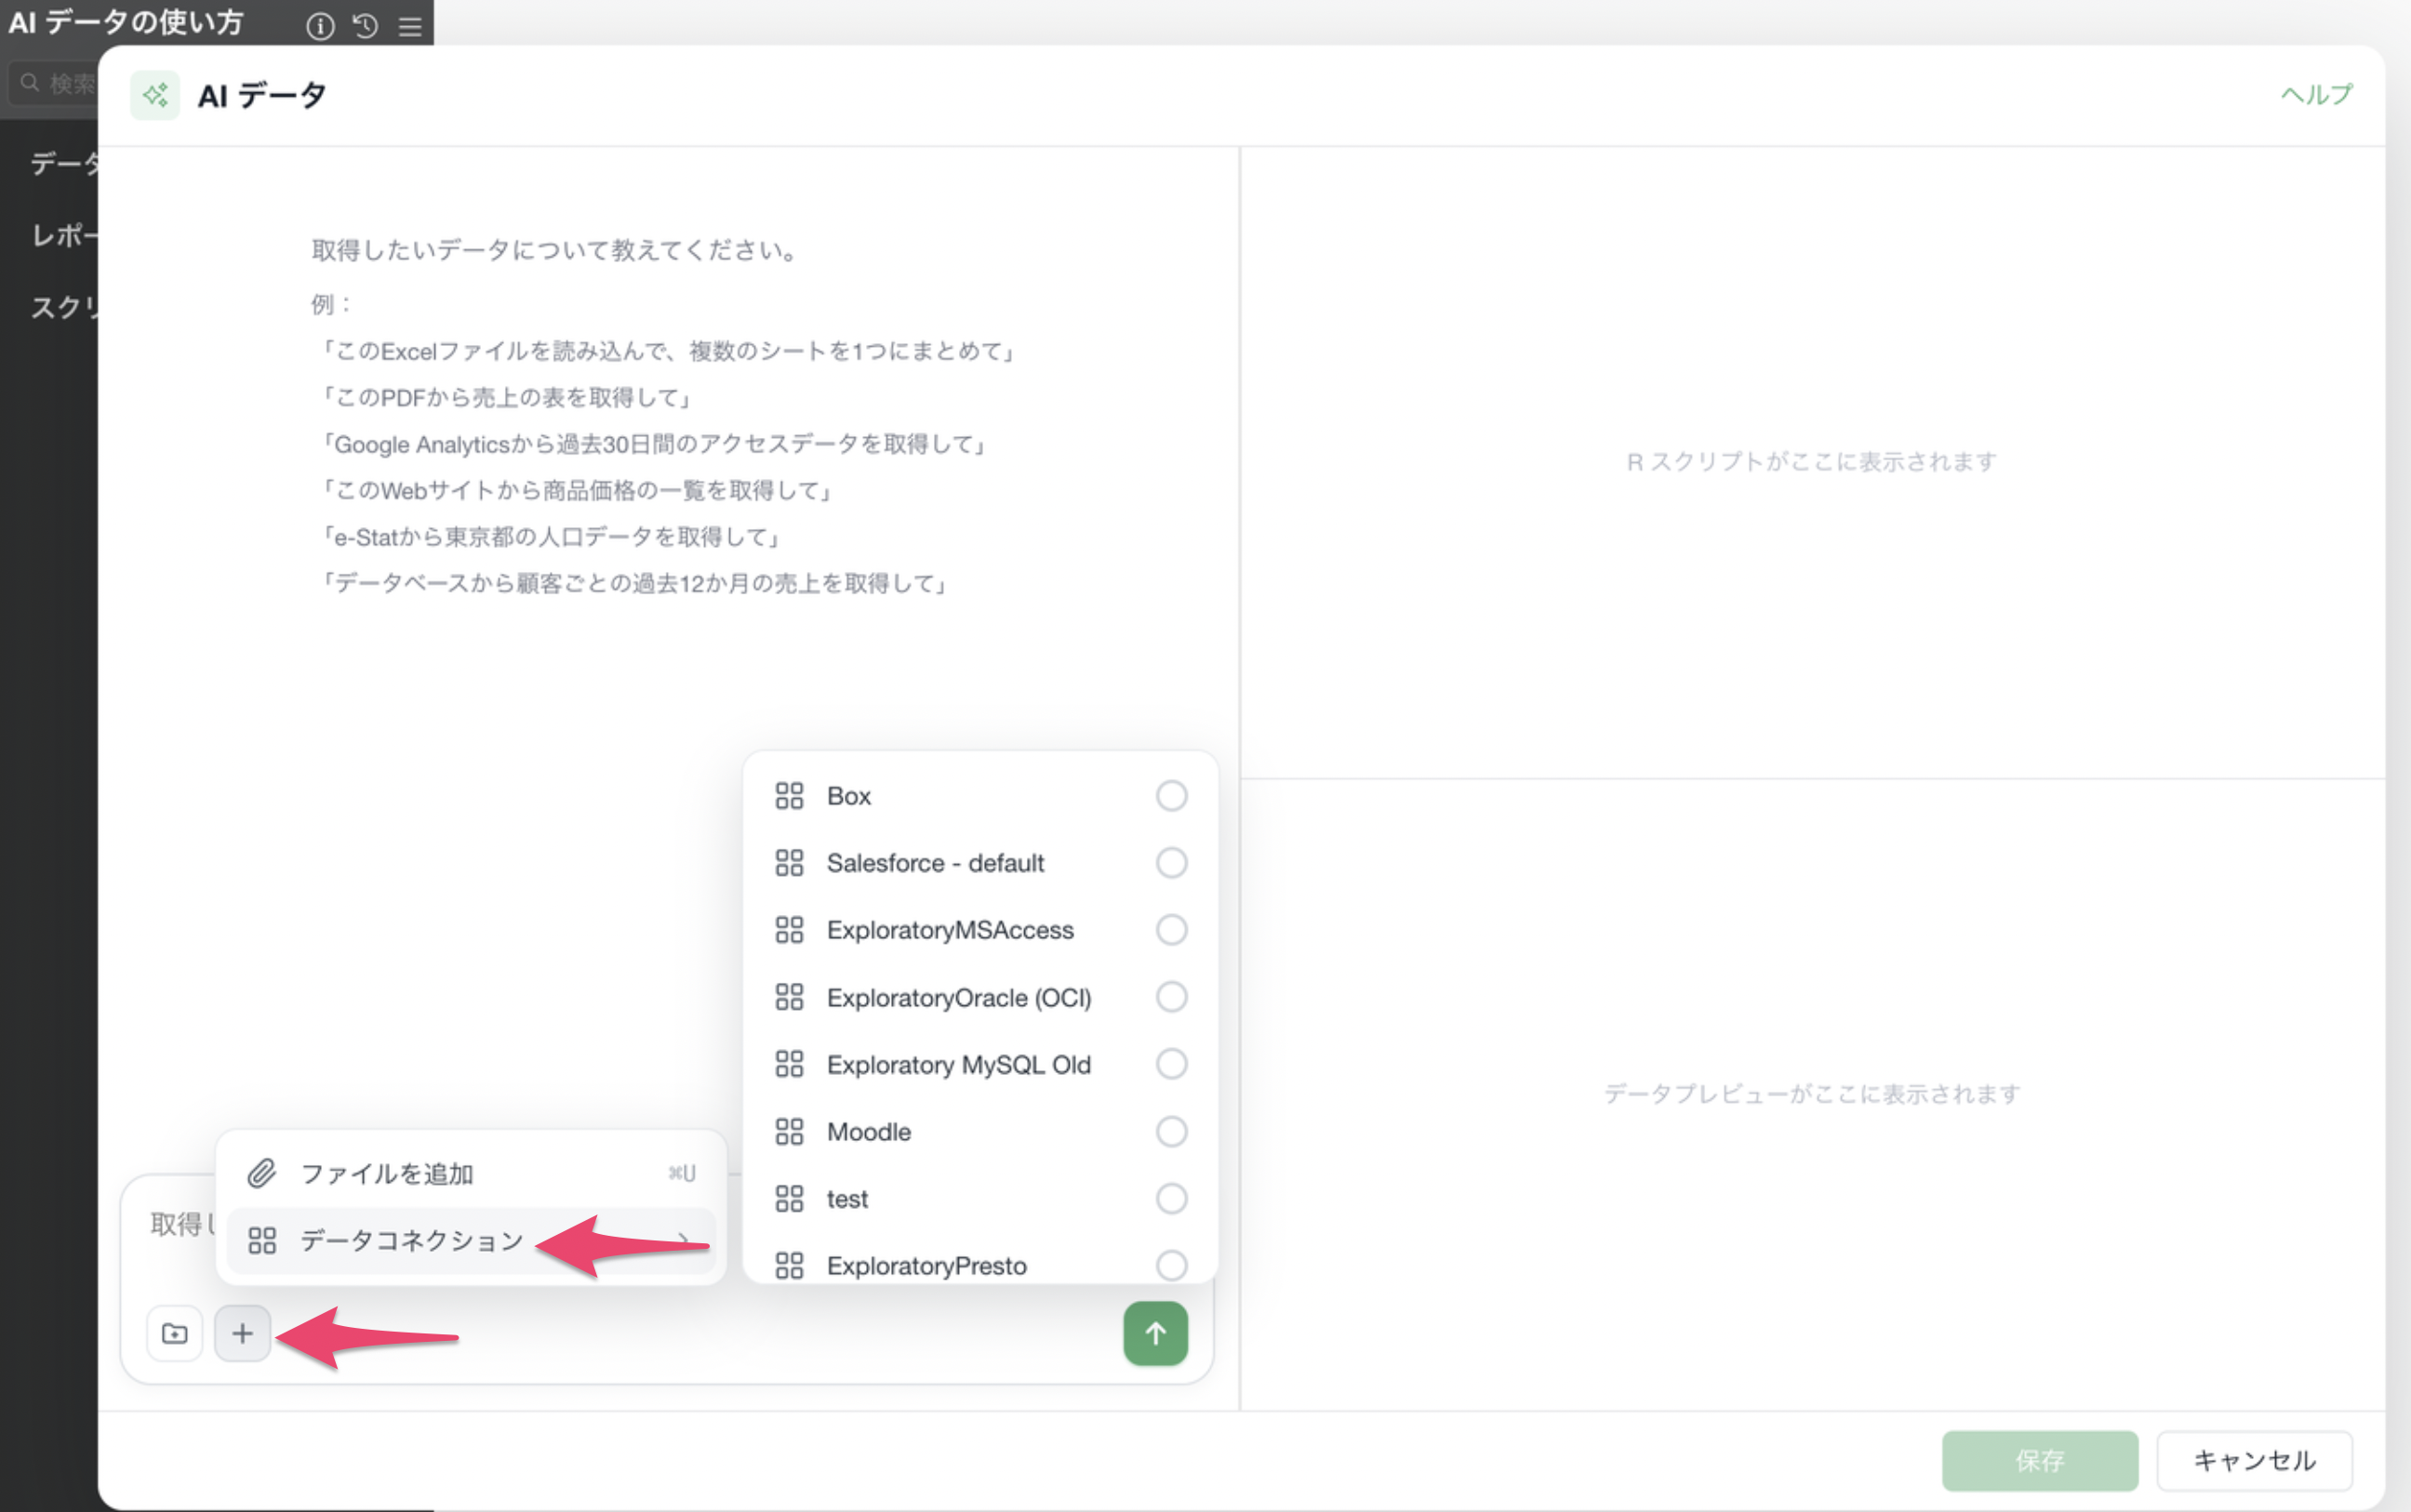 AI データの使い方
検索
データ
レポー
スクリ
AI データ
ヘルプ
取得したいデータについて教えてください。
例：
「このExcelファイルを読み込んで、複数のシートを1つにまとめて」
「このPDFから売上の表を取得して」
「Google Analyticsから過去30日間のアクセスデータを取得して」
「このWebサイトから商品価格の一覧を取得して」
「e-Statから東京都の人口データを取得して」
「データベースから顧客ごとの過去12か月の売上を取得して」
R スクリプトがここに表示されます
データプレビューがここに表示されます
Box
Salesforce - default
ExploratoryMSAccess
ExploratoryOracle (OCI)
Exploratory MySQL Old
Moodle
test
ExploratoryPresto
ファイルを追加 ⌘U
データコネクション
取得し
保存
キャンセル